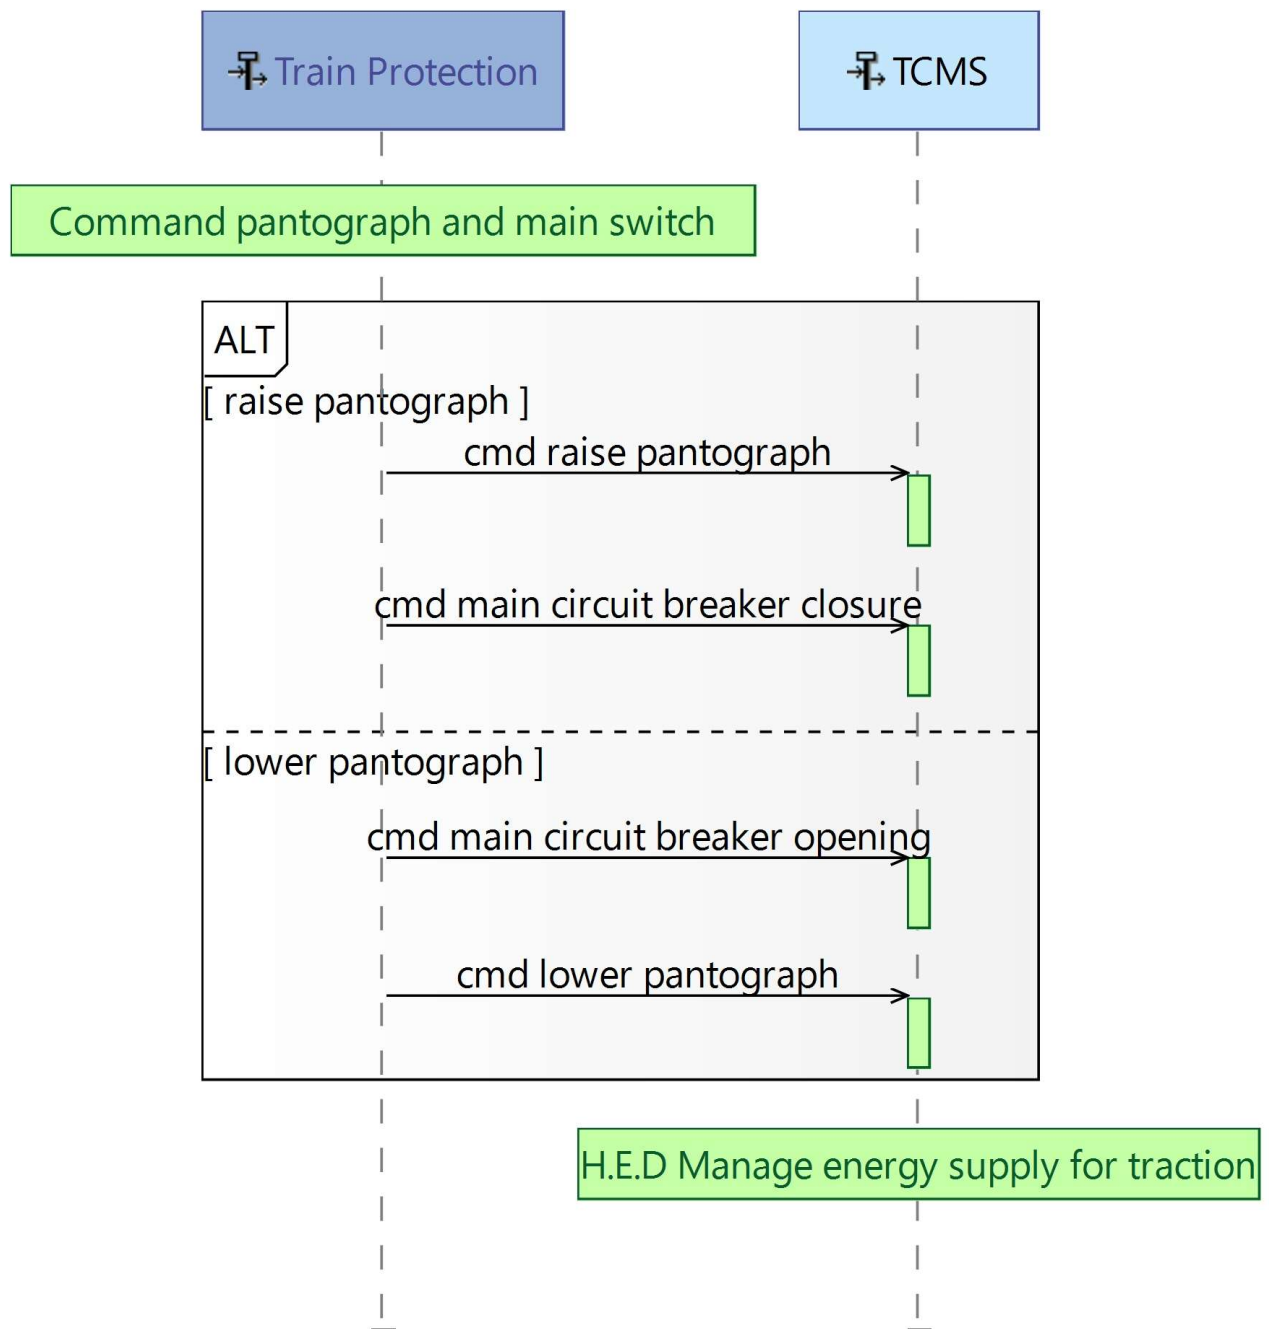 Train Protection
TCMS
Command pantograph and main switch
ALT
[ raise pantograph ]
cmd raise pantograph
cmd main circuit breaker closure
[ lower pantograph ]
cmd main circuit breaker opening
cmd lower pantograph
H.E.D Manage energy supply for traction